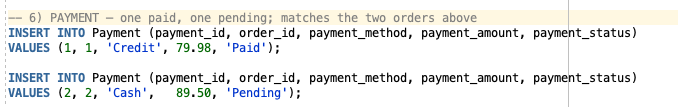 -- 6) PAYMENT — one paid, one pending; matches the two orders above
INSERT INTO Payment (payment_id, order_id, payment_method, payment_amount, payment_status)
VALUES (1, 1, 'Credit', 79.98, 'Paid');
INSERT INTO Payment (payment_id, order_id, payment_method, payment_amount, payment_status)
VALUES (2, 2, 'Cash',   89.50, 'Pending');